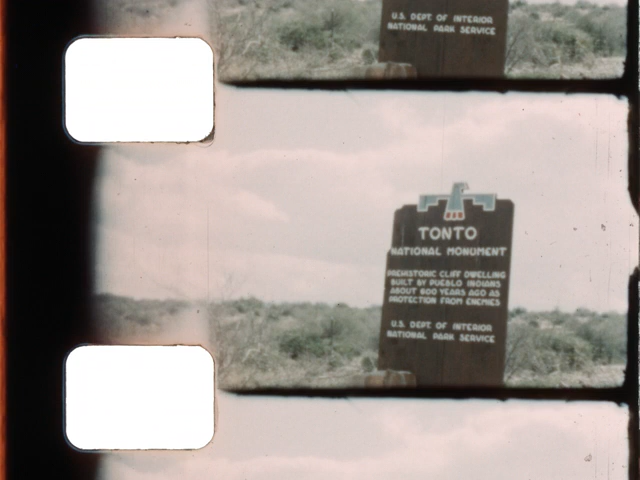 U.S. DEPT. OF INTERIOR
NATIONAL PARK SERVICE
TONTO
NATIONAL MONUMENT
PREHISTORIC CLIFF DWELLING
BUILT BY PUEBLO INDIANS
ABOUT 600 YEARS AGO AS
PROTECTION FROM ENEMIES
U.S. DEPT. OF INTERIOR
NATIONAL PARK SERVICE